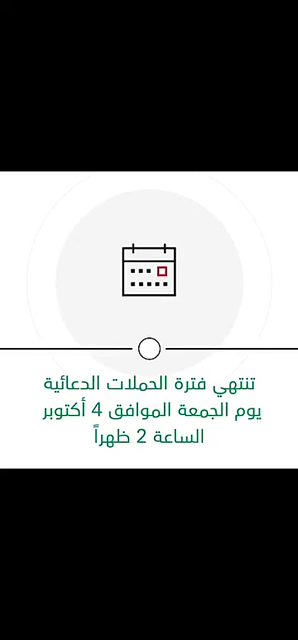 تنتهي فترة الحملات الدعائية
يوم الجمعة الموافق 4 أكتوبر
الساعة 2 ظهراً